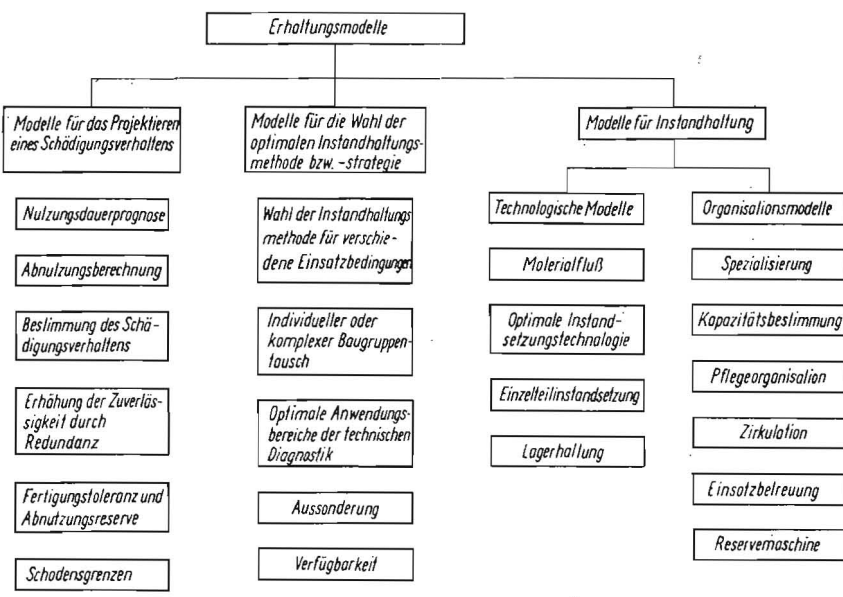 Erhaltungsmodelle
Modelle für das Projektieren
eines Schädigungsverhaltens
Nutzungsdauerprognose
Abnutzungsberechnung
Bestimmung des Schä-
digungsverhaltens
Erhöhung der Zuverläs-
sigkeit durch
Redundanz
Fertigungstoleranz und
Abnutzungsreserve
Schadensgrenzen
Modelle für die Wahl der
optimalen Instandhaltungs-
methode bzw. -strategie
Wahl der Instandhaltungs
methode für verschie-
dene Einsatzbedingungen
Individueller oder
komplexer Baugruppen-
tausch
Optimale Anwendungs-
bereiche der technischen
Diagnostik
Aussonderung
Verfügbarkeit
Modelle für Instandhaltung
Technologische Modelle
Materialfluß
Optimale Instand-
setzungstechnologie
Einzelteilinstandsetzung
Lagerhaltung
Organisationsmodelle
Spezialisierung
Kapazitätsbestimmung
Pflegeorganisation
Zirkulation
Einsatzbetreuung
Reservemaschine